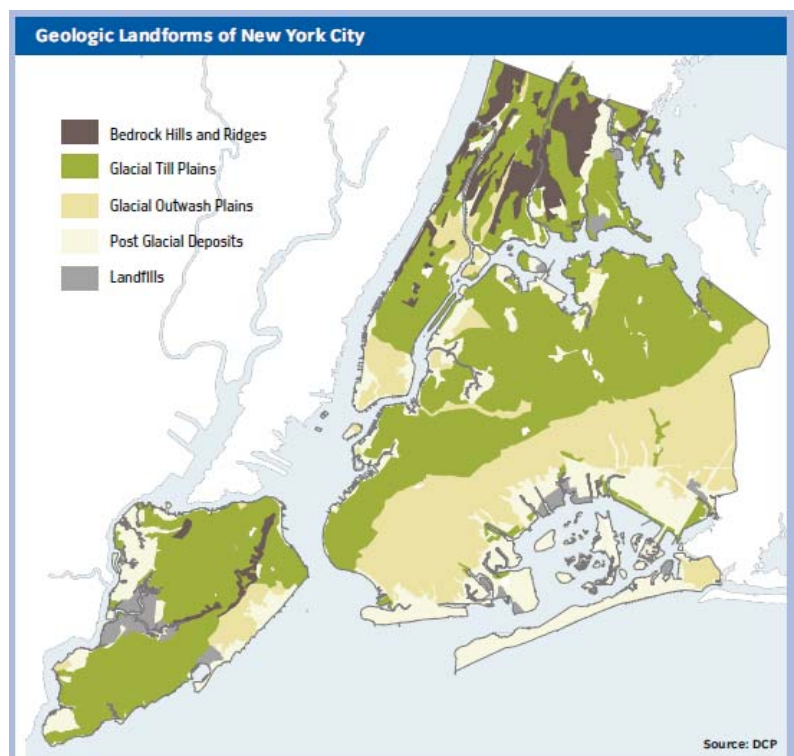 Geologic Landforms of New York City
Bedrock Hills and Ridges
Glacial Till Plains
Glacial Outwash Plains
Post Glacial Deposits
Landfills
Source: DCP